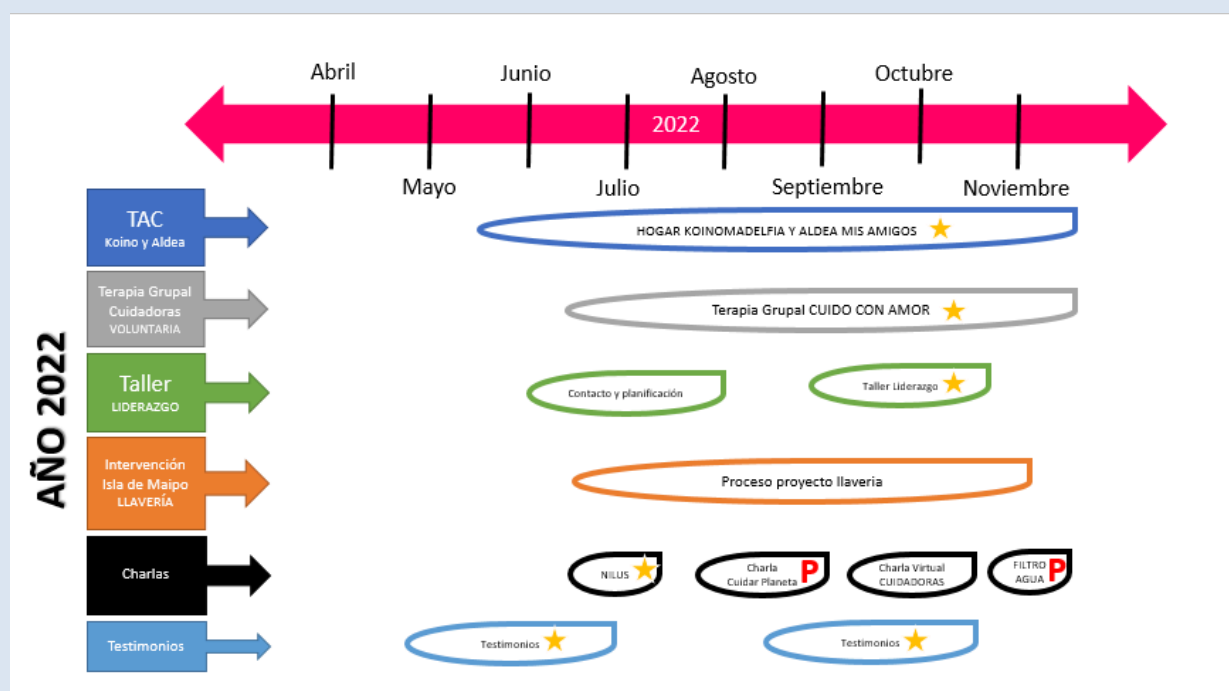 Abril
Junio
Agosto
Octubre
2022
Mayo
Julio
Septiembre
Noviembre
AÑO 2022
TAC
Koino y Aldea
HOGAR KOINOMADELFIA Y ALDEA MIS AMIGOS
Terapia Grupal
Cuidadoras
VOLUNTARIA
Terapia Grupal CUIDO CON AMOR
Taller
LIDERAZGO
Contacto y planificación
Taller Liderazgo
Intervención
Isla de Maipo
LLAVERÍA
Proceso proyecto llaveria
Charlas
NILUS
Charla
Cuidar Planeta
P
Charla Virtual
CUIDADORAS
FILTRO
AGUA
P
Testimonios
Testimonios
Testimonios